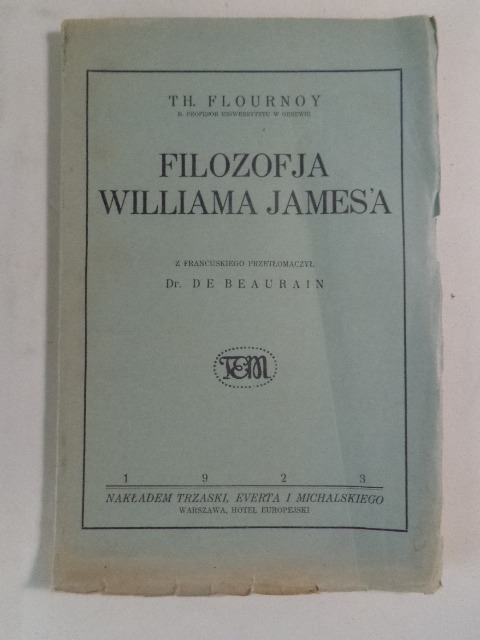 TH. FLOURNOY
B. PROFESOR UNIWERSYTETU W GENEWIE
FILOZOFJA
WILLIAMA JAMES'A
Z FRANCUSKIEGO PRZETŁOMACZYŁ
Dr. DE BEAURAIN
TEM
1 9 2 3
NAKŁADEM TRZASKI, EVERTA I MICHALSKIEGO
WARSZAWA, HOTEL EUROPEJSKI